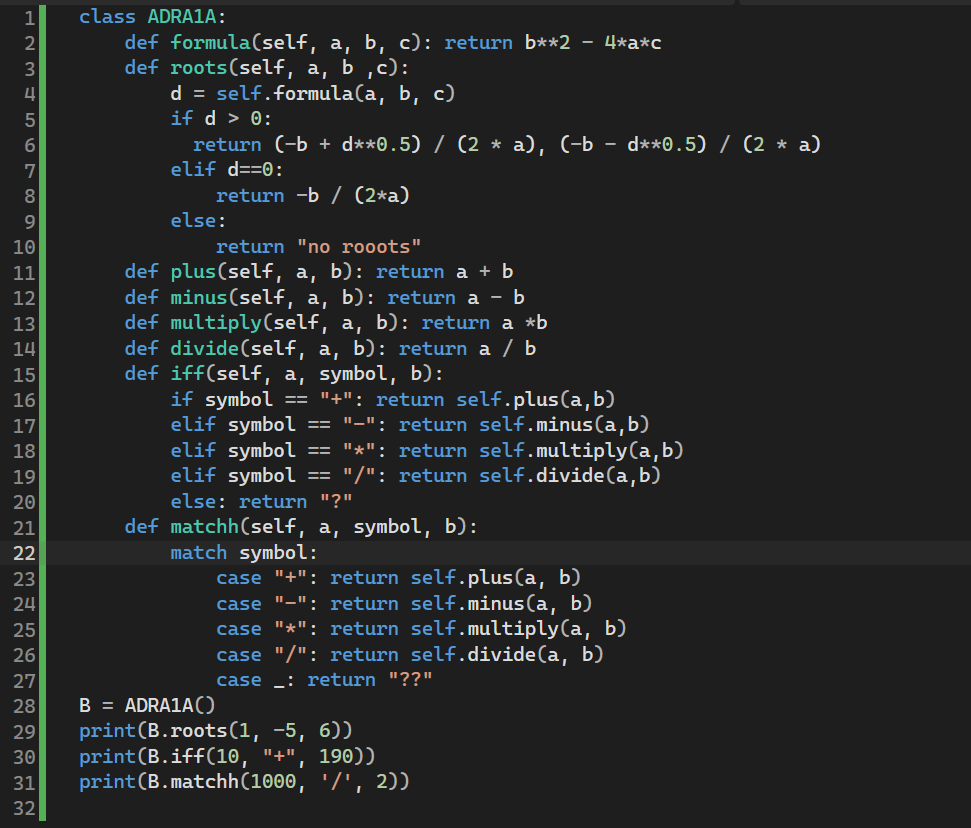 1 class ADRA1A:
2     def formula(self, a, b, c): return b**2 - 4*a*c
3     def roots(self, a, b ,c):
4         d = self.formula(a, b, c)
5         if d > 0:
6           return (-b + d**0.5) / (2 * a), (-b - d**0.5) / (2 * a)
7         elif d==0:
8             return -b / (2*a)
9         else:
10             return "no rooots"
11     def plus(self, a, b): return a + b
12     def minus(self, a, b): return a - b
13     def multiply(self, a, b): return a *b
14     def divide(self, a, b): return a / b
15     def iff(self, a, symbol, b):
16         if symbol == "+": return self.plus(a,b)
17         elif symbol == "-": return self.minus(a,b)
18         elif symbol == "*": return self.multiply(a,b)
19         elif symbol == "/": return self.divide(a,b)
20         else: return "?"
21     def matchh(self, a, symbol, b):
22         match symbol:
23             case "+": return self.plus(a, b)
24             case "-": return self.minus(a, b)
25             case "*": return self.multiply(a, b)
26             case "/": return self.divide(a, b)
27             case _: return "??"
28 B = ADRA1A()
29 print(B.roots(1, -5, 6))
30 print(B.iff(10, "+", 190))
31 print(B.matchh(1000, '/', 2))
32